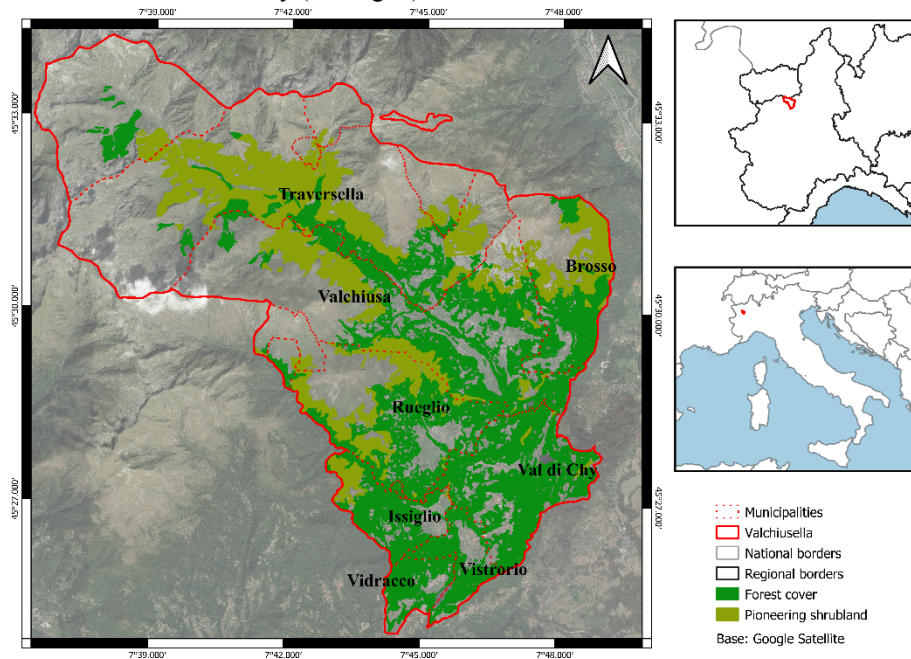 7°39.000' 7°42.000' 7°45.000' 7°48.000'
45°33.000' 45°33.000'
Traversella
Brosso
Valchiusa
45°30.000' 45°30.000'
Rueglio
Val di Chy
45°27.000' 45°27.000'
Issiglio
Vistrorio
Vidracco
7°39.000' 7°42.000' 7°45.000' 7°48.000'
Municipalities
Valchiusella
National borders
Regional borders
Forest cover
Pioneering shrubland
Base: Google Satellite